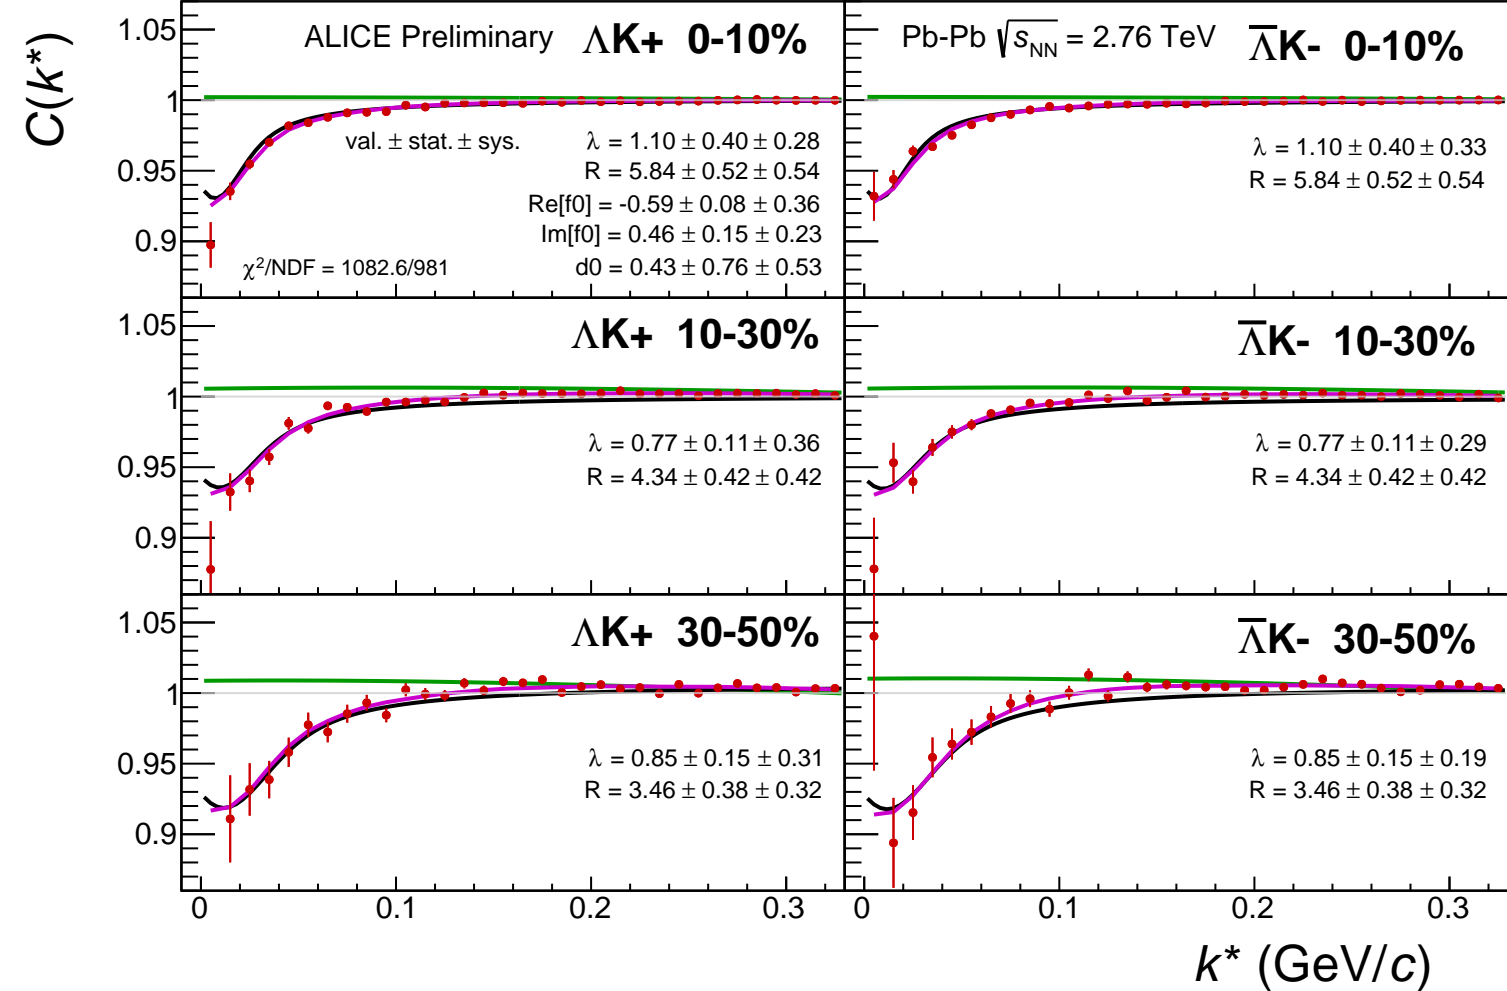 C(k*)
ALICE Preliminary ΛK+ 0-10%
1.05
1
0.95
0.9
val. ± stat. ± sys.
λ = 1.10 ± 0.40 ± 0.28
R = 5.84 ± 0.52 ± 0.54
Re[f0] = -0.59 ± 0.08 ± 0.36
Im[f0] = 0.46 ± 0.15 ± 0.23
d0 = 0.43 ± 0.76 ± 0.53
χ²/NDF = 1082.6/981
Pb-Pb √s_NN = 2.76 TeV Λ̅K- 0-10%
λ = 1.10 ± 0.40 ± 0.33
R = 5.84 ± 0.52 ± 0.54
ΛK+ 10-30%
1.05
1
0.95
0.9
λ = 0.77 ± 0.11 ± 0.36
R = 4.34 ± 0.42 ± 0.42
Λ̅K- 10-30%
λ = 0.77 ± 0.11 ± 0.29
R = 4.34 ± 0.42 ± 0.42
ΛK+ 30-50%
1.05
1
0.95
0.9
λ = 0.85 ± 0.15 ± 0.31
R = 3.46 ± 0.38 ± 0.32
Λ̅K- 30-50%
λ = 0.85 ± 0.15 ± 0.19
R = 3.46 ± 0.38 ± 0.32
0 0.1 0.2 0.3 0 0.1 0.2 0.3
k* (GeV/c)